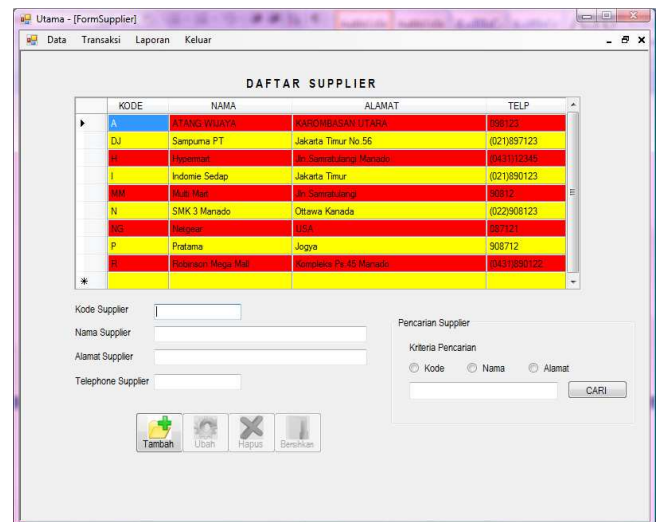 Utama - [FormSupplier]
Data Transaksi Laporan Keluar
DAFTAR SUPPLIER
KODE NAMA ALAMAT TELP
A ATANG WIJAYA KAROMBASAN UTARA 098123
DJ Sampurna PT Jakarta Timur No.56 (021)897123
H Hypermart Jln.Samratulangi Manado (0431)12345
I Indomie Sedap Jakarta Timur (021)890123
MM Multi Mart Jln Samratulangi 90812
N SMK 3 Manado Ottawa Kanada (022)908123
NG Netgear USA 087121
P Pratama Jogya 908712
R Robinson Mega Mall Kompleks Px.45 Manado (0431)890122
Kode Supplier
Nama Supplier
Alamat Supplier
Telephone Supplier
Pencarian Supplier
Kriteria Pencarian
Kode Nama Alamat
CARI
Tambah Ubah Hapus Bersihkan